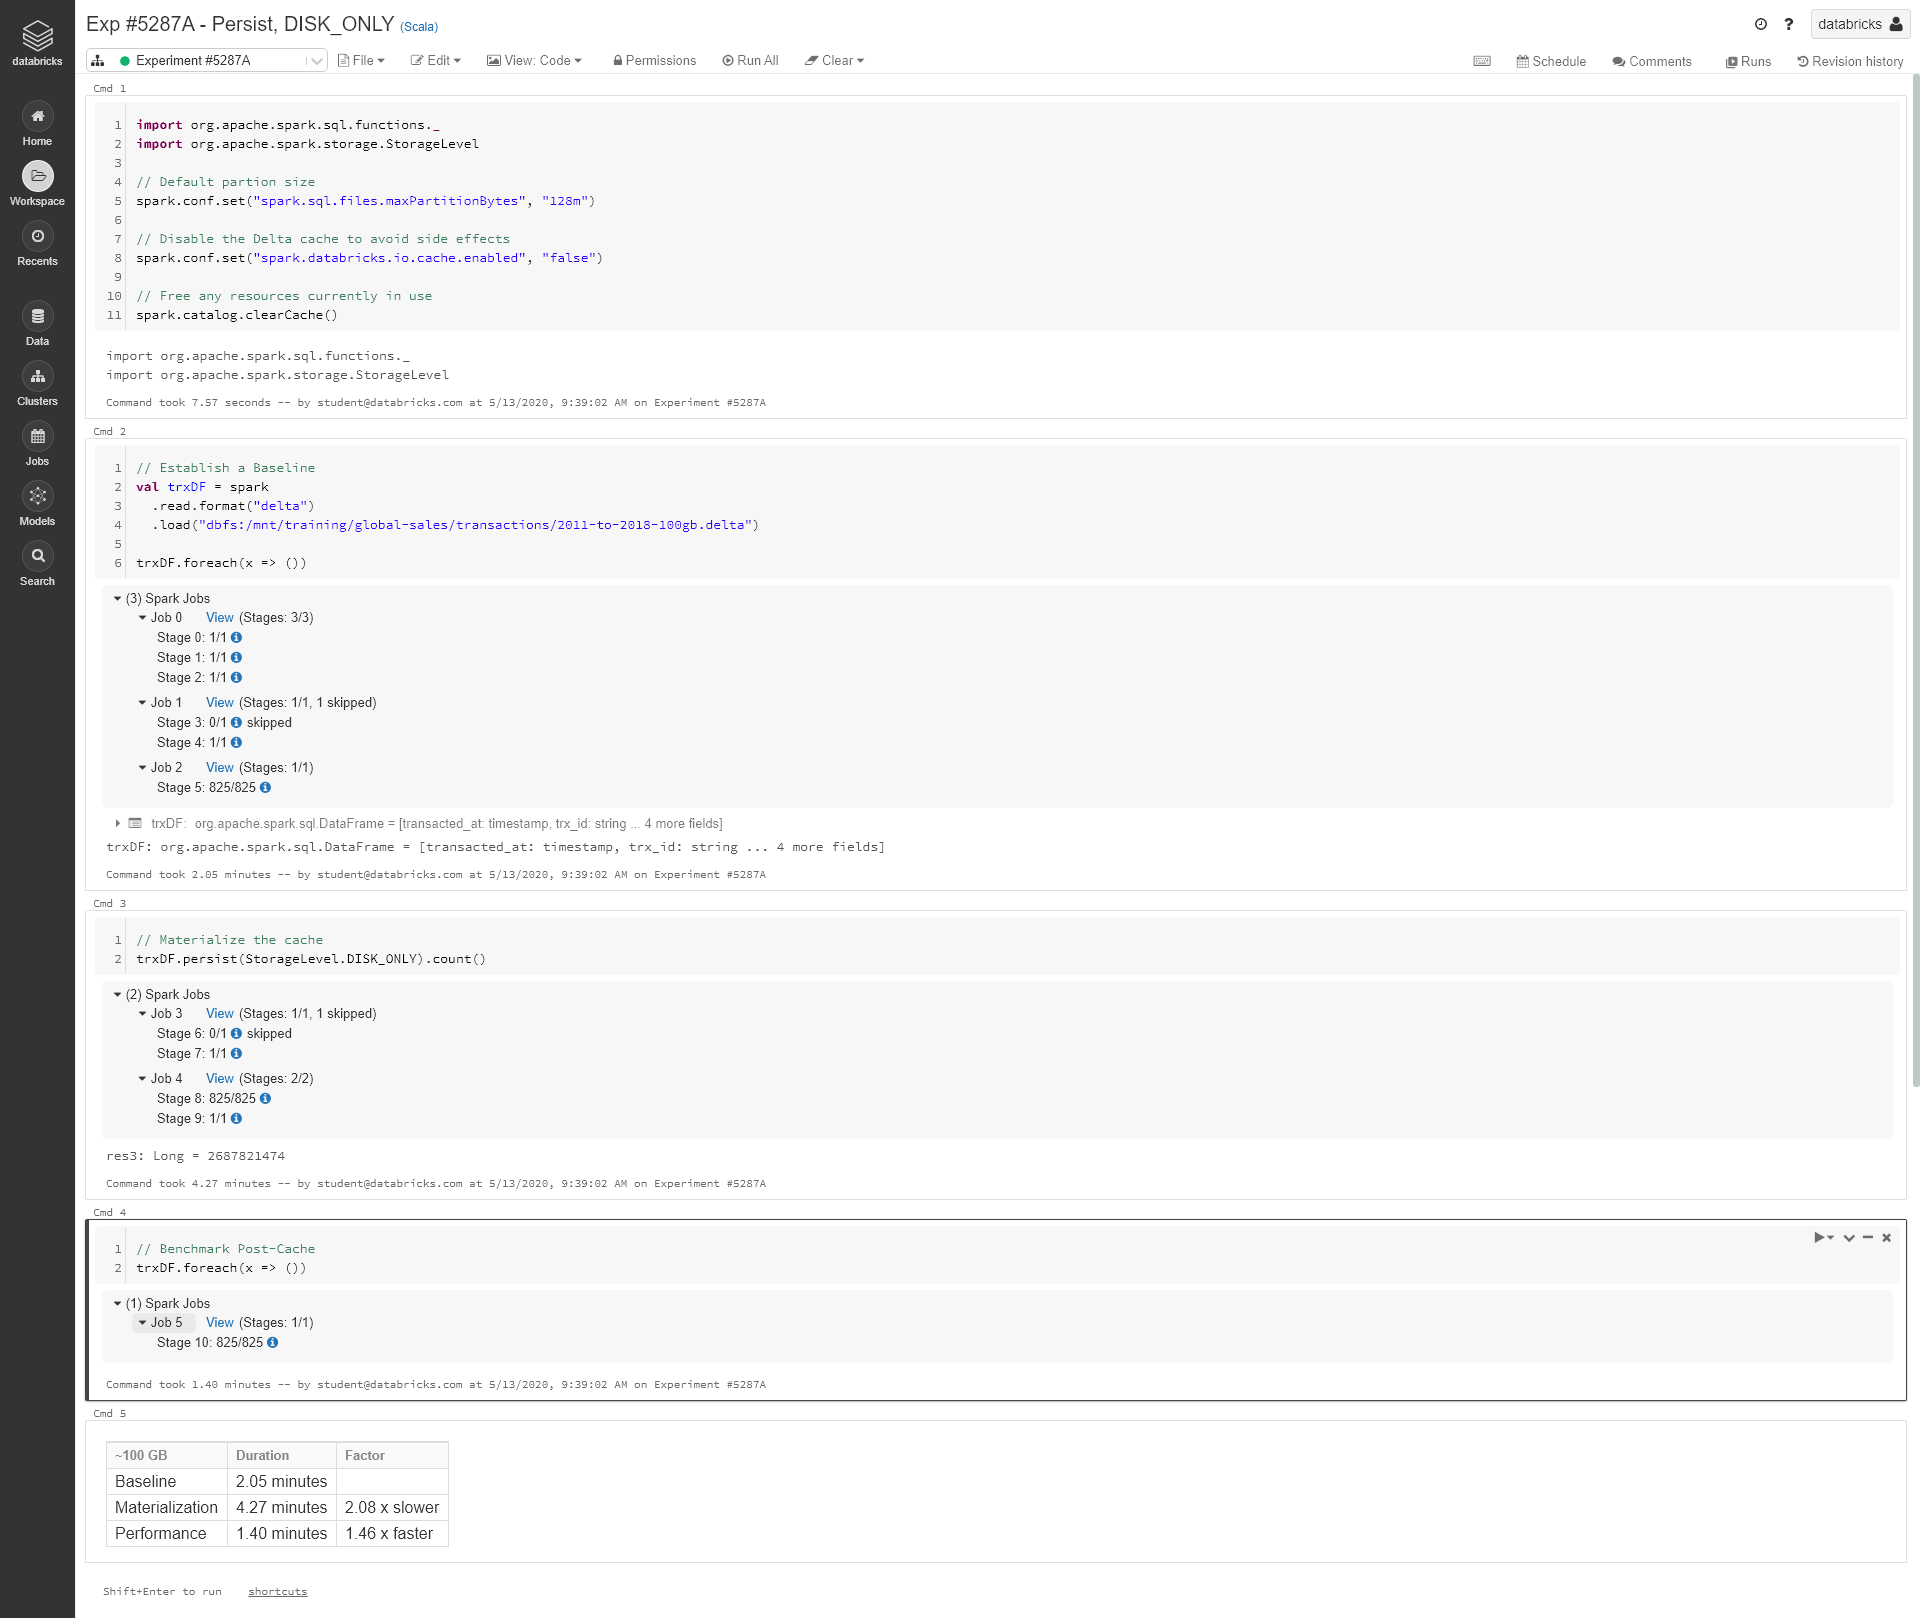 databricks
Home
Workspace
Recents
Data
Clusters
Jobs
Models
Search
Exp #5287A - Persist, DISK_ONLY (Scala)
? databricks
Experiment #5287A File Edit View: Code Permissions Run All Clear Schedule Comments Runs Revision history
Cmd 1
1 import org.apache.spark.sql.functions._
2 import org.apache.spark.storage.StorageLevel
3
4 // Default partion size
5 spark.conf.set("spark.sql.files.maxPartitionBytes", "128m")
6
7 // Disable the Delta cache to avoid side effects
8 spark.conf.set("spark.databricks.io.cache.enabled", "false")
9
10 // Free any resources currently in use
11 spark.catalog.clearCache()
import org.apache.spark.sql.functions._
import org.apache.spark.storage.StorageLevel
Command took 7.57 seconds -- by student@databricks.com at 5/13/2020, 9:39:02 AM on Experiment #5287A
Cmd 2
1 // Establish a Baseline
2 val trxDF = spark
3 .read.format("delta")
4 .load("dbfs:/mnt/training/global-sales/transactions/2011-to-2018-100gb.delta")
5
6 trxDF.foreach(x => ())
(3) Spark Jobs
Job 0 View (Stages: 3/3)
Stage 0: 1/1
Stage 1: 1/1
Stage 2: 1/1
Job 1 View (Stages: 1/1, 1 skipped)
Stage 3: 0/1 skipped
Stage 4: 1/1
Job 2 View (Stages: 1/1)
Stage 5: 825/825
trxDF: org.apache.spark.sql.DataFrame = [transacted_at: timestamp, trx_id: string ... 4 more fields]
trxDF: org.apache.spark.sql.DataFrame = [transacted_at: timestamp, trx_id: string ... 4 more fields]
Command took 2.05 minutes -- by student@databricks.com at 5/13/2020, 9:39:02 AM on Experiment #5287A
Cmd 3
1 // Materialize the cache
2 trxDF.persist(StorageLevel.DISK_ONLY).count()
(2) Spark Jobs
Job 3 View (Stages: 1/1, 1 skipped)
Stage 6: 0/1 skipped
Stage 7: 1/1
Job 4 View (Stages: 2/2)
Stage 8: 825/825
Stage 9: 1/1
res3: Long = 2687821474
Command took 4.27 minutes -- by student@databricks.com at 5/13/2020, 9:39:02 AM on Experiment #5287A
Cmd 4
1 // Benchmark Post-Cache
2 trxDF.foreach(x => ())
(1) Spark Jobs
Job 5 View (Stages: 1/1)
Stage 10: 825/825
Command took 1.40 minutes -- by student@databricks.com at 5/13/2020, 9:39:02 AM on Experiment #5287A
Cmd 5
~100 GB Duration Factor
Baseline 2.05 minutes
Materialization 4.27 minutes 2.08 x slower
Performance 1.40 minutes 1.46 x faster
Shift+Enter to run shortcuts